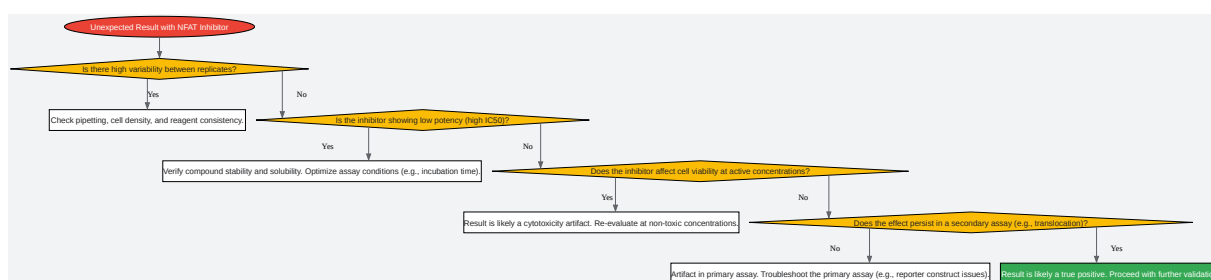 Unexpected Result with NFAT Inhibitor
Is there high variability between replicates?
Yes
No
Check pipetting, cell density, and reagent consistency.
Is the inhibitor showing low potency (high IC50)?
Yes
No
Verify compound stability and solubility. Optimize assay conditions (e.g., incubation time).
Does the inhibitor affect cell viability at active concentrations?
Yes
No
Result is likely a cytotoxicity artifact. Re-evaluate at non-toxic concentrations.
Does the effect persist in a secondary assay (e.g., translocation)?
No
Yes
Artifact in primary assay. Troubleshoot the primary assay (e.g., reporter construct issues).
Result is likely a true positive. Proceed with further